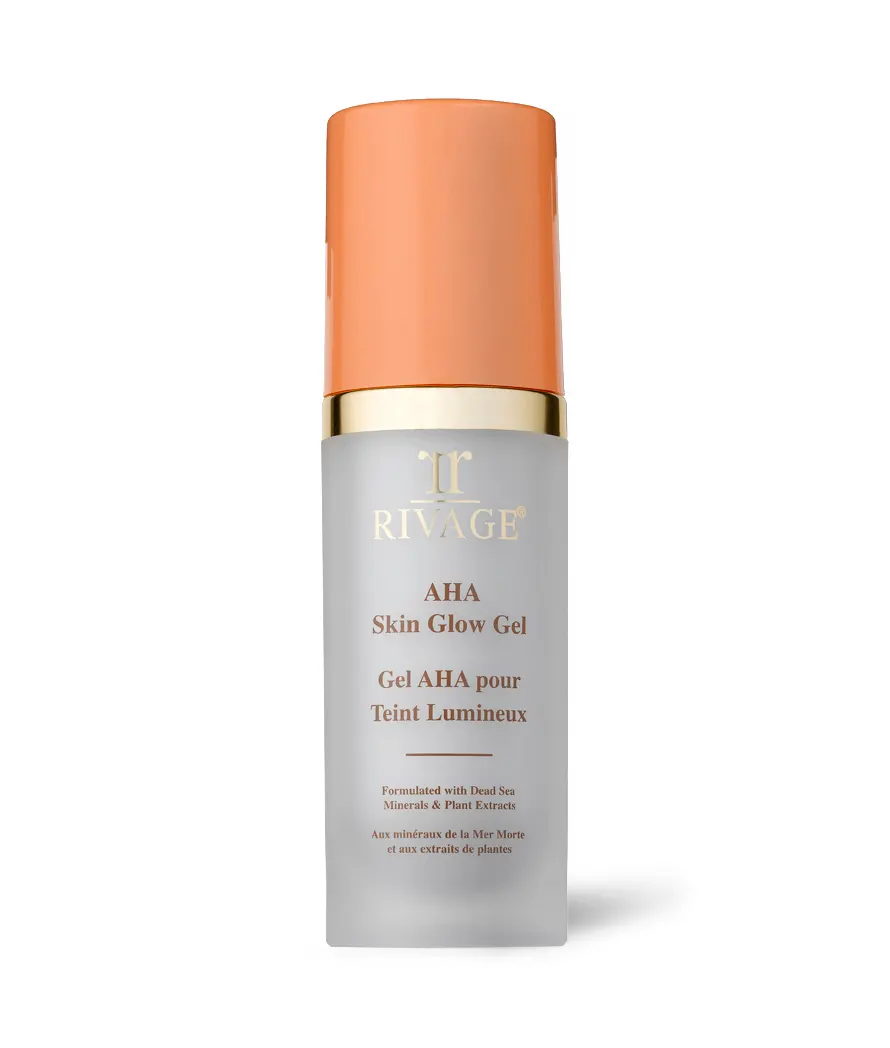 RIVAGE®
AHA
Skin Glow Gel
Gel AHA pour
Teint Lumineux
Formulated with Dead Sea
Minerals & Plant Extracts
Aux minéraux de la Mer Morte
et aux extraits de plantes